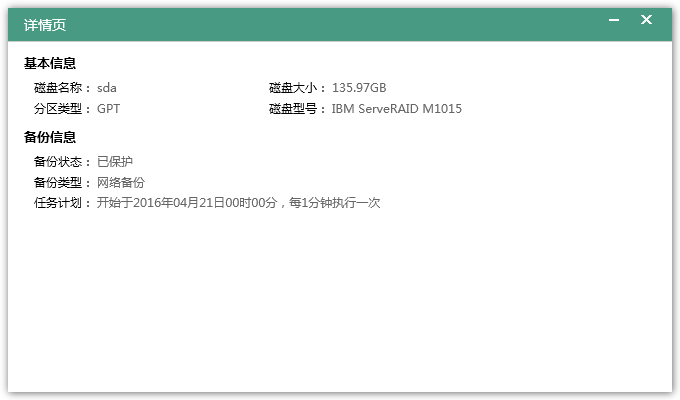 详情页
基本信息
磁盘名称： sda 磁盘大小： 135.97GB
分区类型： GPT 磁盘型号： IBM ServeRAID M1015
备份信息
备份状态： 已保护
备份类型： 网络备份
任务计划： 开始于2016年04月21日00时00分，每1分钟执行一次